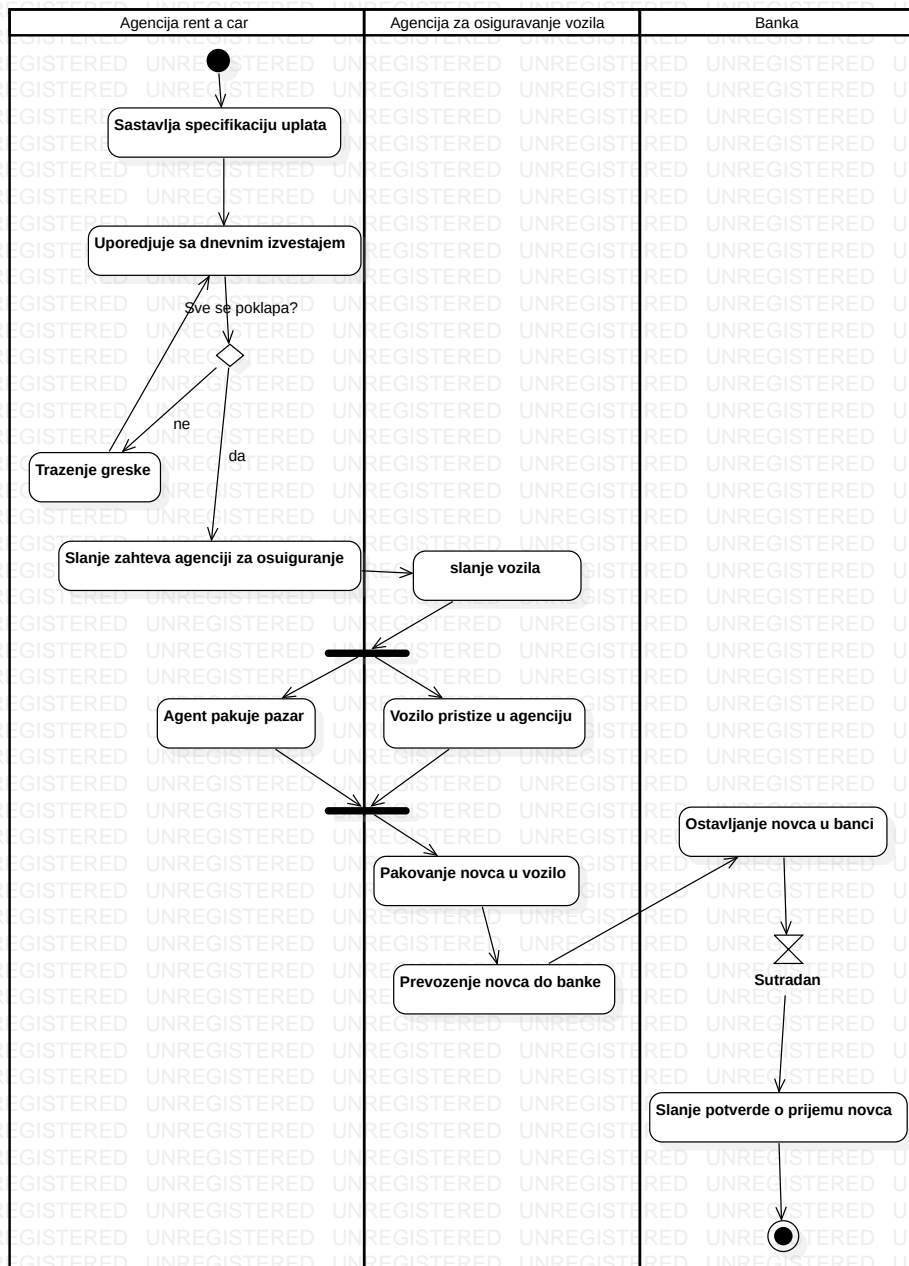 Agencija rent a car
Agencija za osiguravanje vozila
Banka
Sastavlja specifikaciju uplata
Uporedjuje sa dnevnim izvestajem
Sve se poklapa?
ne
da
Trazenje greske
Slanje zahteva agenciji za osuiguranje
slanje vozila
Agent pakuje pazar
Vozilo pristize u agenciju
Ostavljanje novca u banci
Pakovanje novca u vozilo
Prevozenje novca do banke
Sutradan
Slanje potverde o prijemu novca
UNREGISTERED